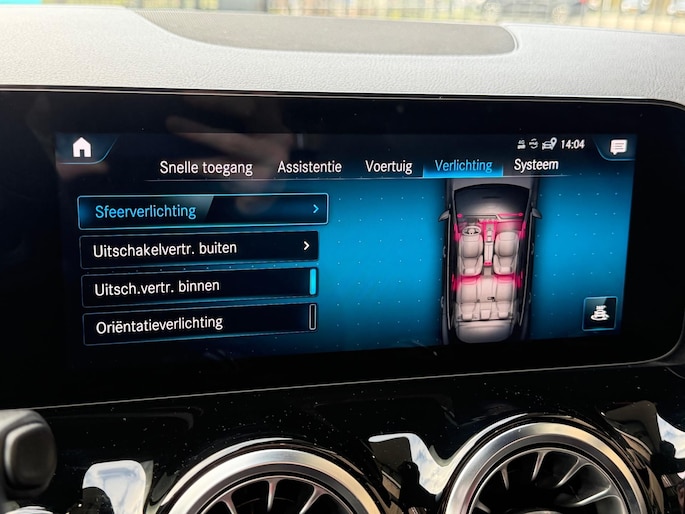 14:04
Snelle toegang Assistentie Voertuig Verlichting Systeem
Sfeerverlichting
Uitschakelvertr. buiten
Uitsch.vertr. binnen
Oriëntatieverlichting